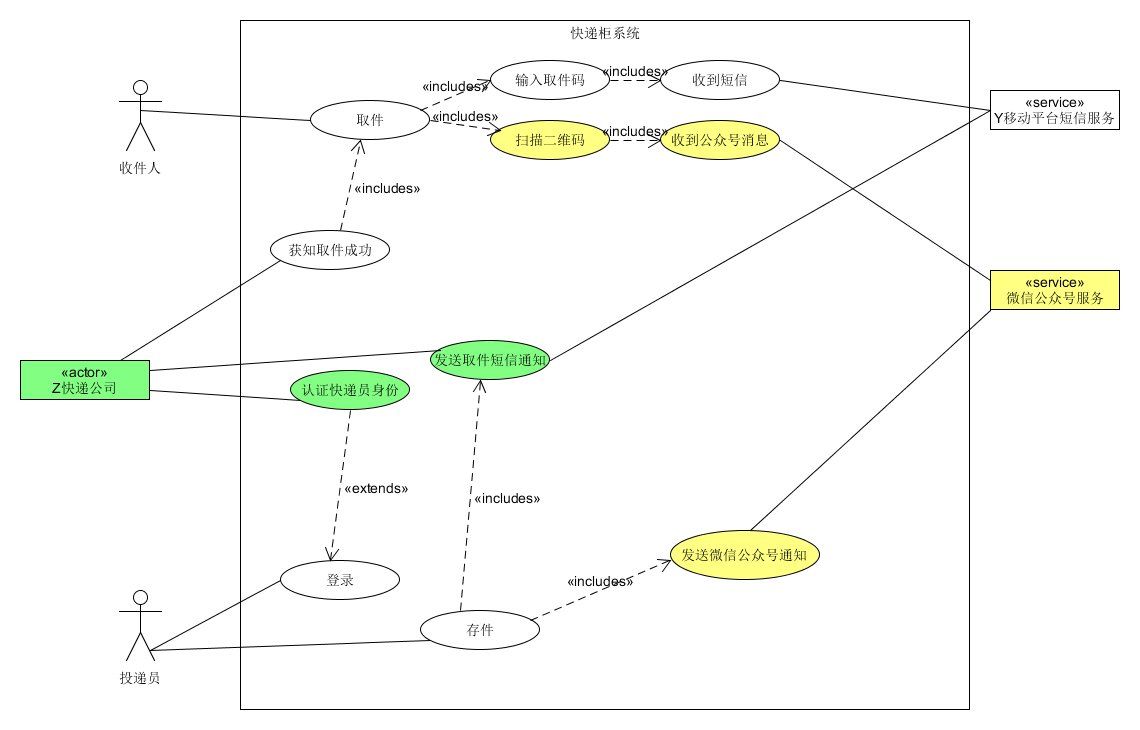 快递柜系统
«includes»
输入取件码
«includes»
收到短信
«service»
Y移动平台短信服务
取件
«includes»
扫描二维码
«includes»
收到公众号消息
收件人
«includes»
获知取件成功
«service»
微信公众号服务
«actor»
Z快递公司
发送取件短信通知
认证快递员身份
«extends»
«includes»
发送微信公众号通知
登录
«includes»
存件
投递员